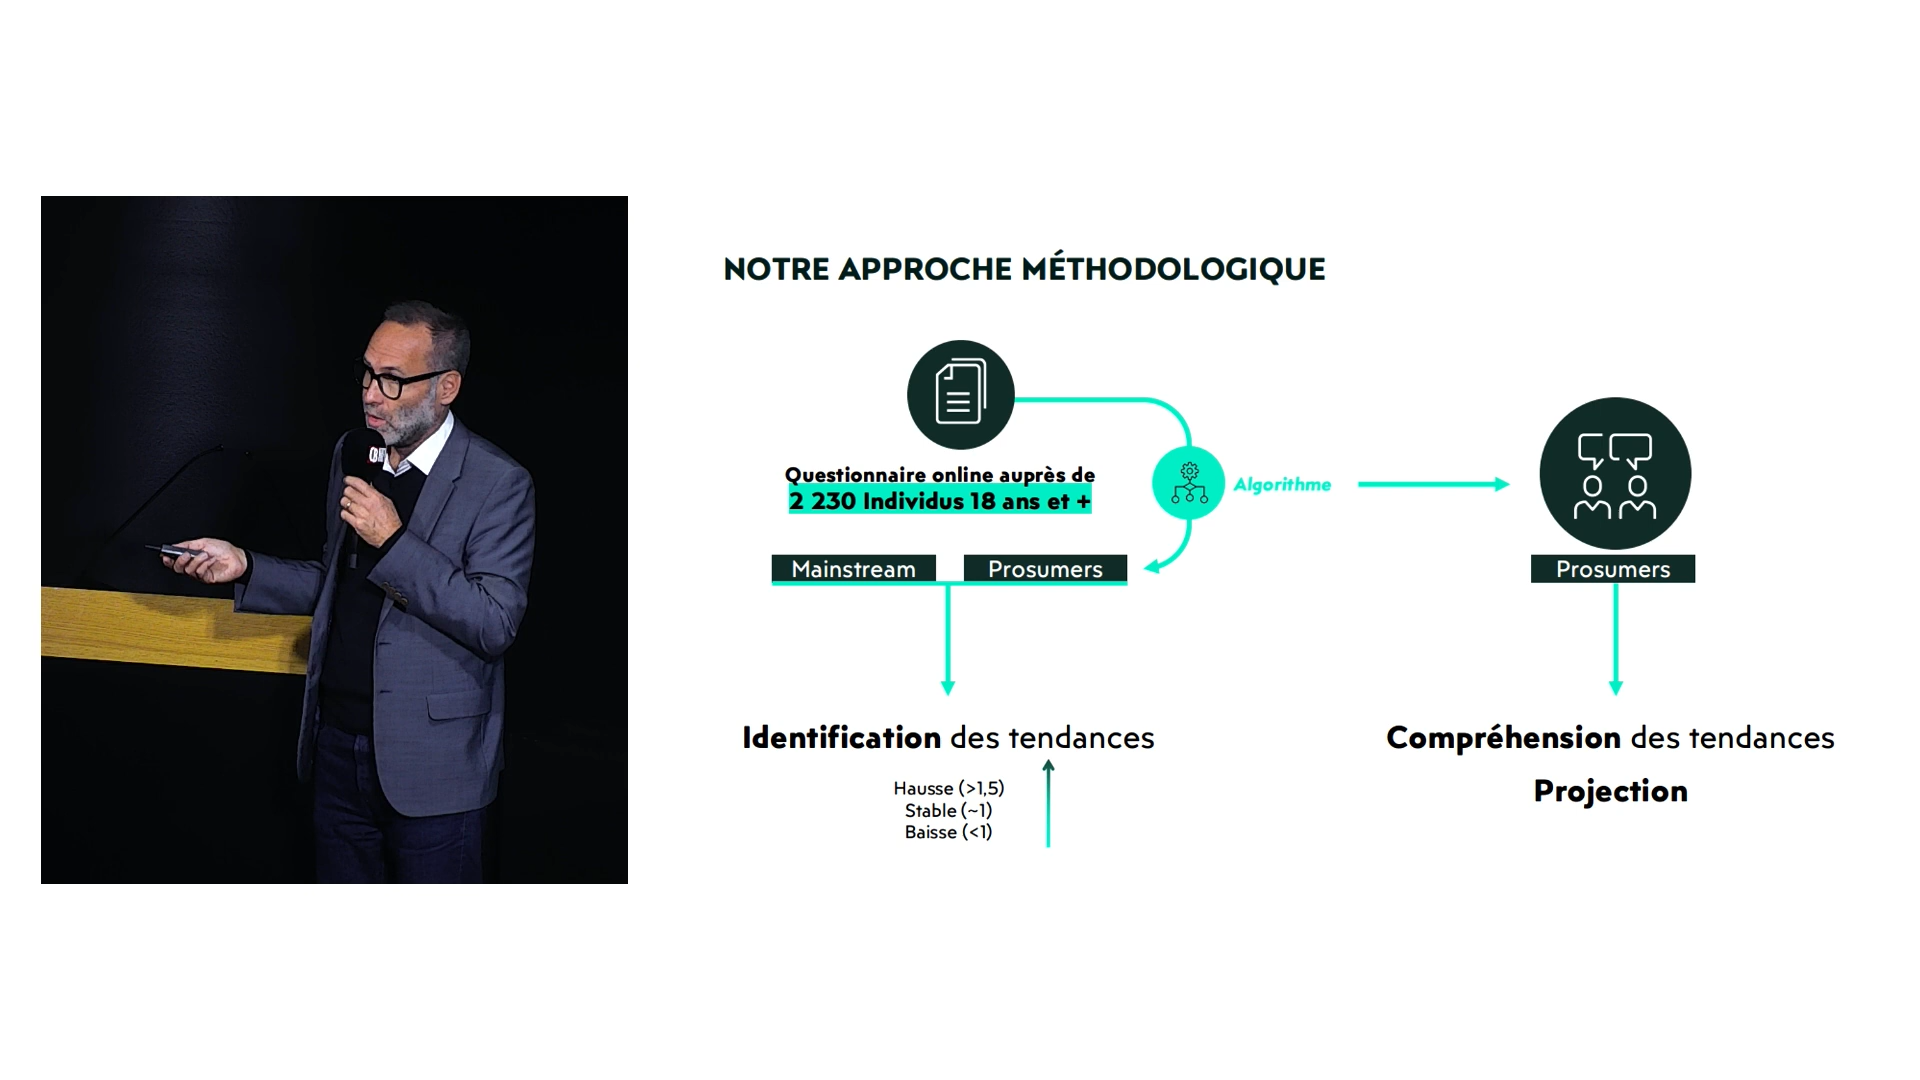 NOTRE APPROCHE MÉTHODOLOGIQUE
Questionnaire online auprès de
2 230 Individus 18 ans et +
Algorithme
Mainstream
Prosumers
Prosumers
Identification des tendances
Hausse (>1,5)
Stable (~1)
Baisse (<1)
Compréhension des tendances
Projection